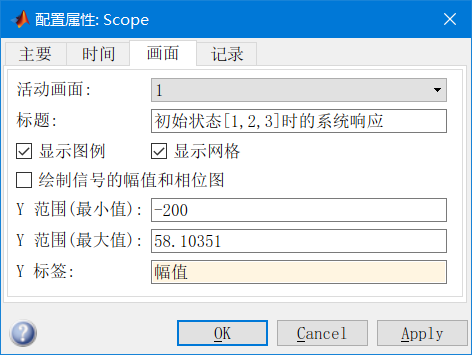 配置属性: Scope
主要 时间 画面 记录
活动画面: 1
标题: 初始状态[1,2,3]时的系统响应
显示图例 显示网格
绘制信号的幅值和相位图
Y 范围(最小值): -200
Y 范围(最大值): 58.10351
Y 标签: 幅值
OK Cancel Apply